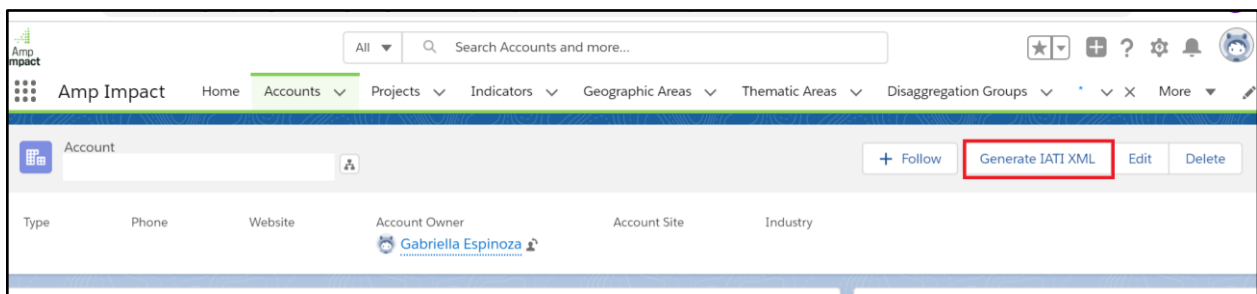 Amp
mpact
All
Search Accounts and more...
Amp Impact Home Accounts Projects Indicators Geographic Areas Thematic Areas Disaggregation Groups * More
Account
+ Follow Generate IATI XML Edit Delete
Type Phone Website Account Owner Account Site Industry
Gabriella Espinoza